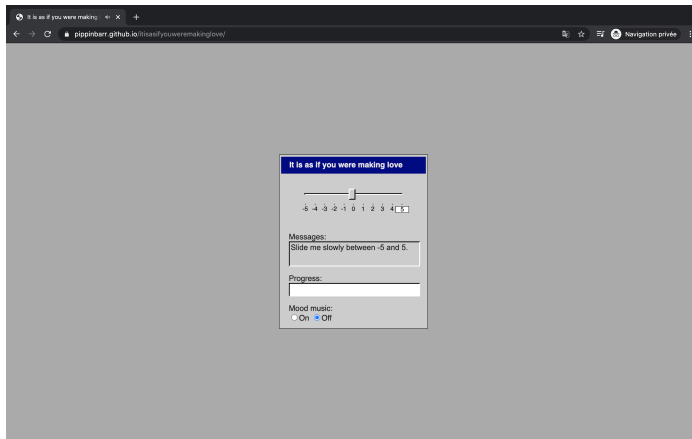 It is as if you were making
pippinbarr.github.io/itisasifyouweremakinglove/
Navigation privée
It is as if you were making love
-5 -4 -3 -2 -1 0 1 2 3 4 5
Messages:
Slide me slowly between -5 and 5.
Progress:
Mood music:
On Off